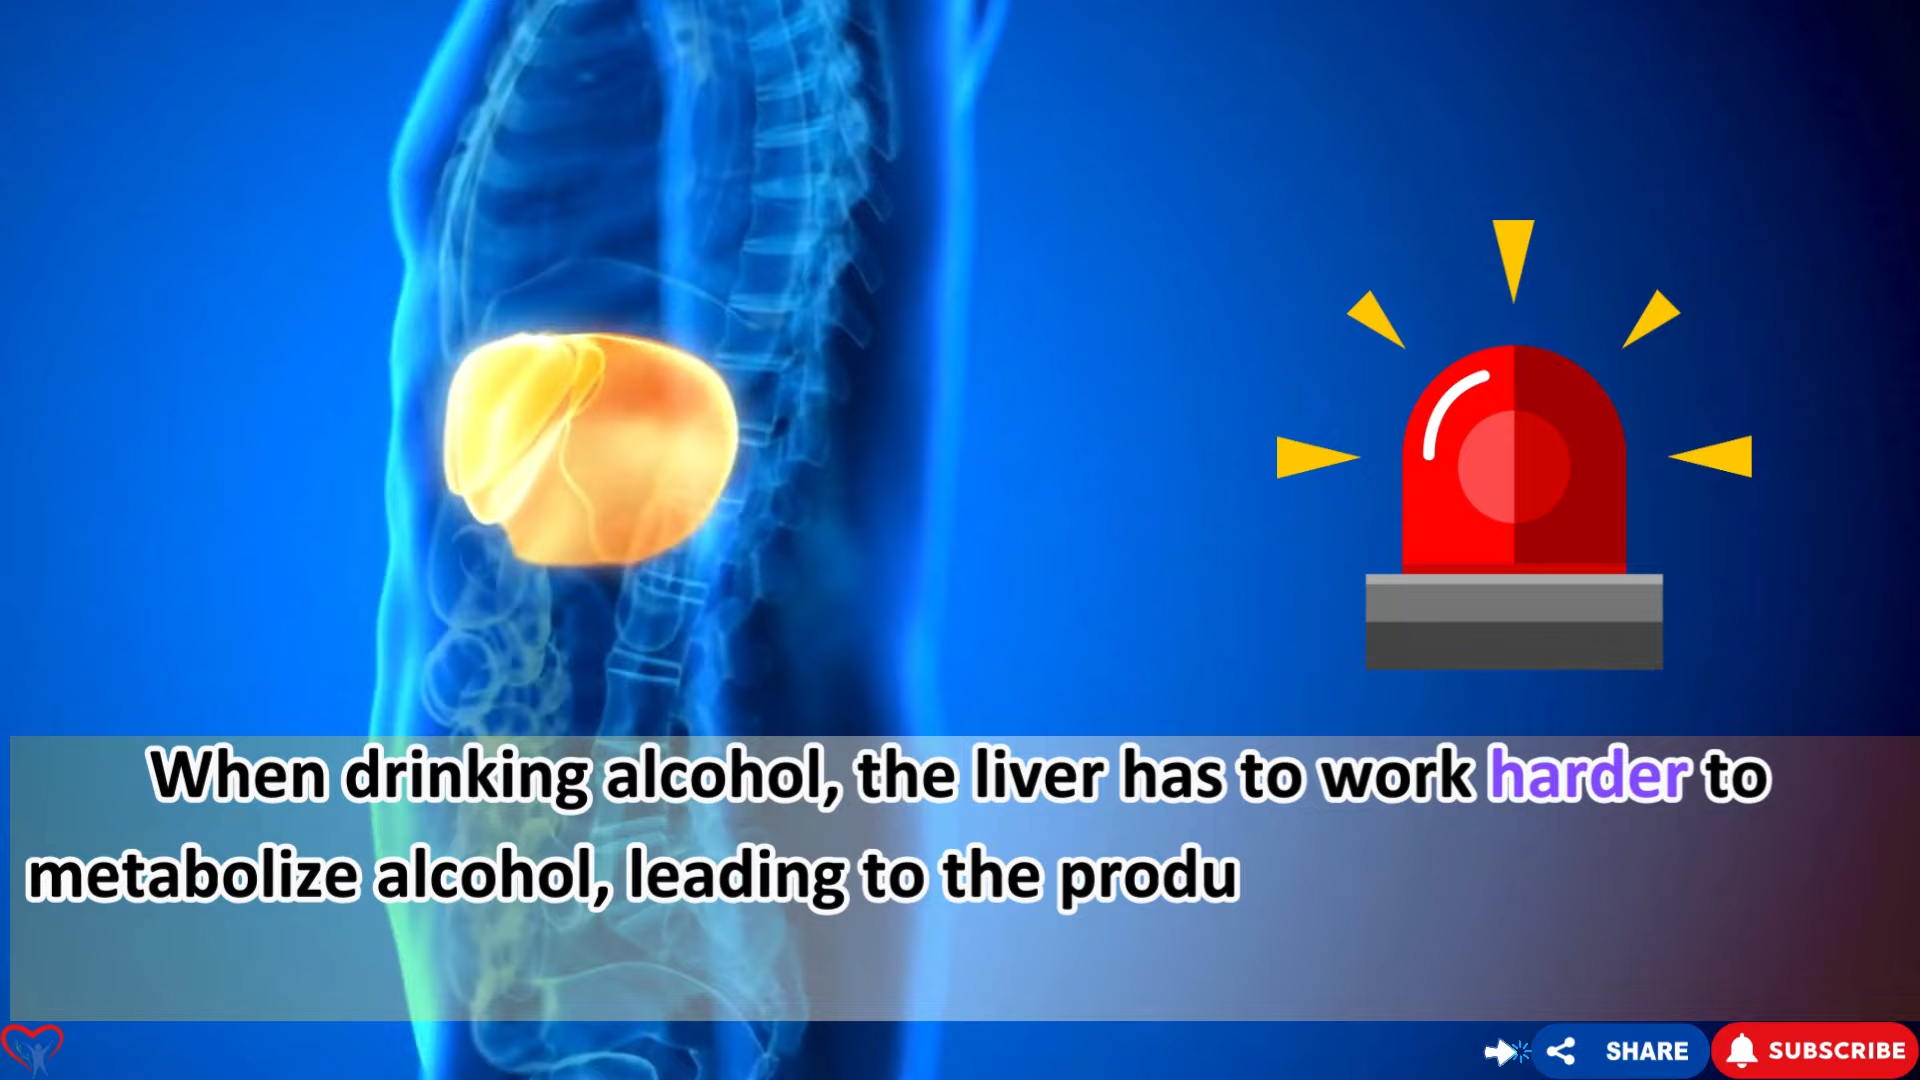 When drinking alcohol, the liver has to work harder to
metabolize alcohol, leading to the produ
SHARE
SUBSCRIBE